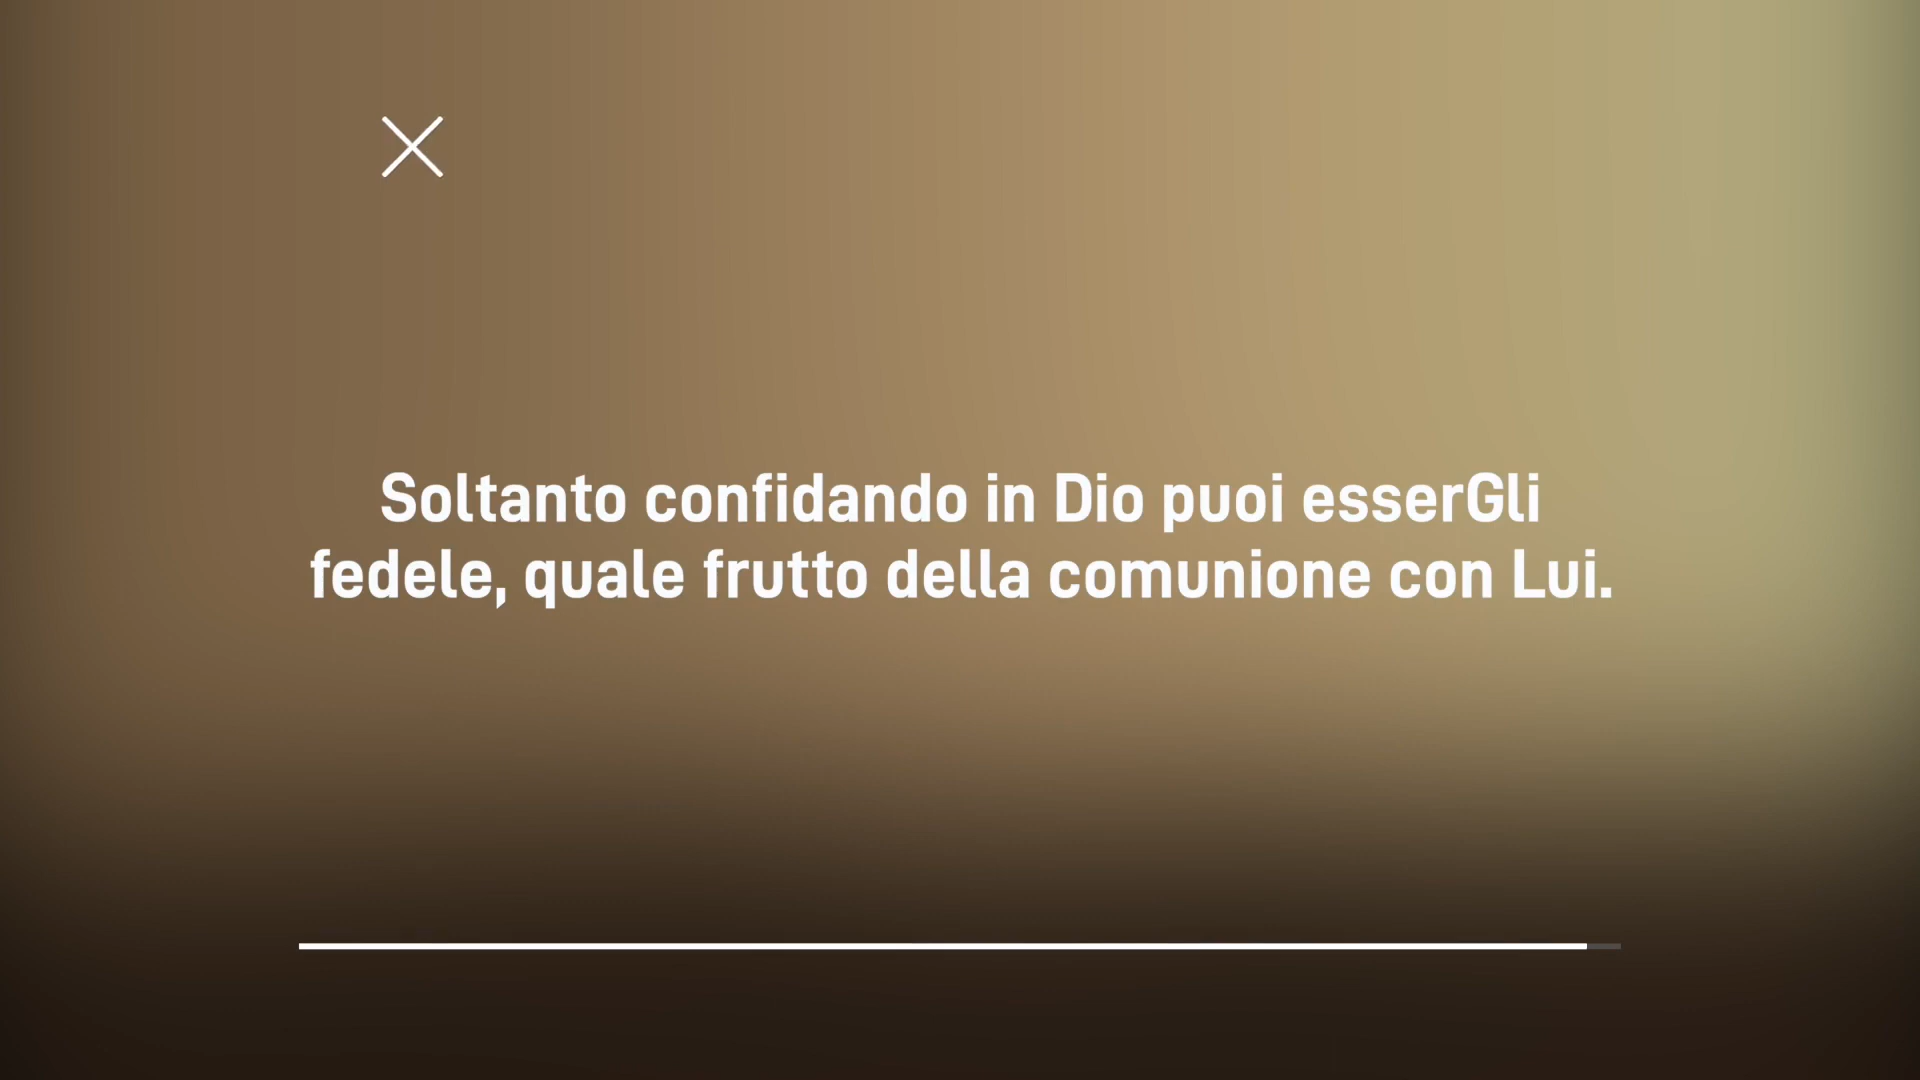 Soltanto confidando in Dio puoi esserGli
fedele, quale frutto della comunione con Lui.